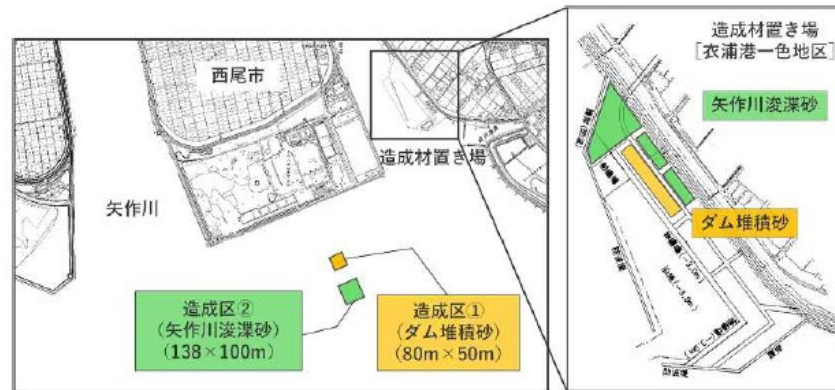 西尾市
矢作川
造成材置き場
造成区②
(矢作川浚渫砂)
(138×100m)
造成区①
(ダム堆積砂)
(80m×50m)
造成材置き場
[衣浦港一色地区]
矢作川浚渫砂
ダム堆積砂